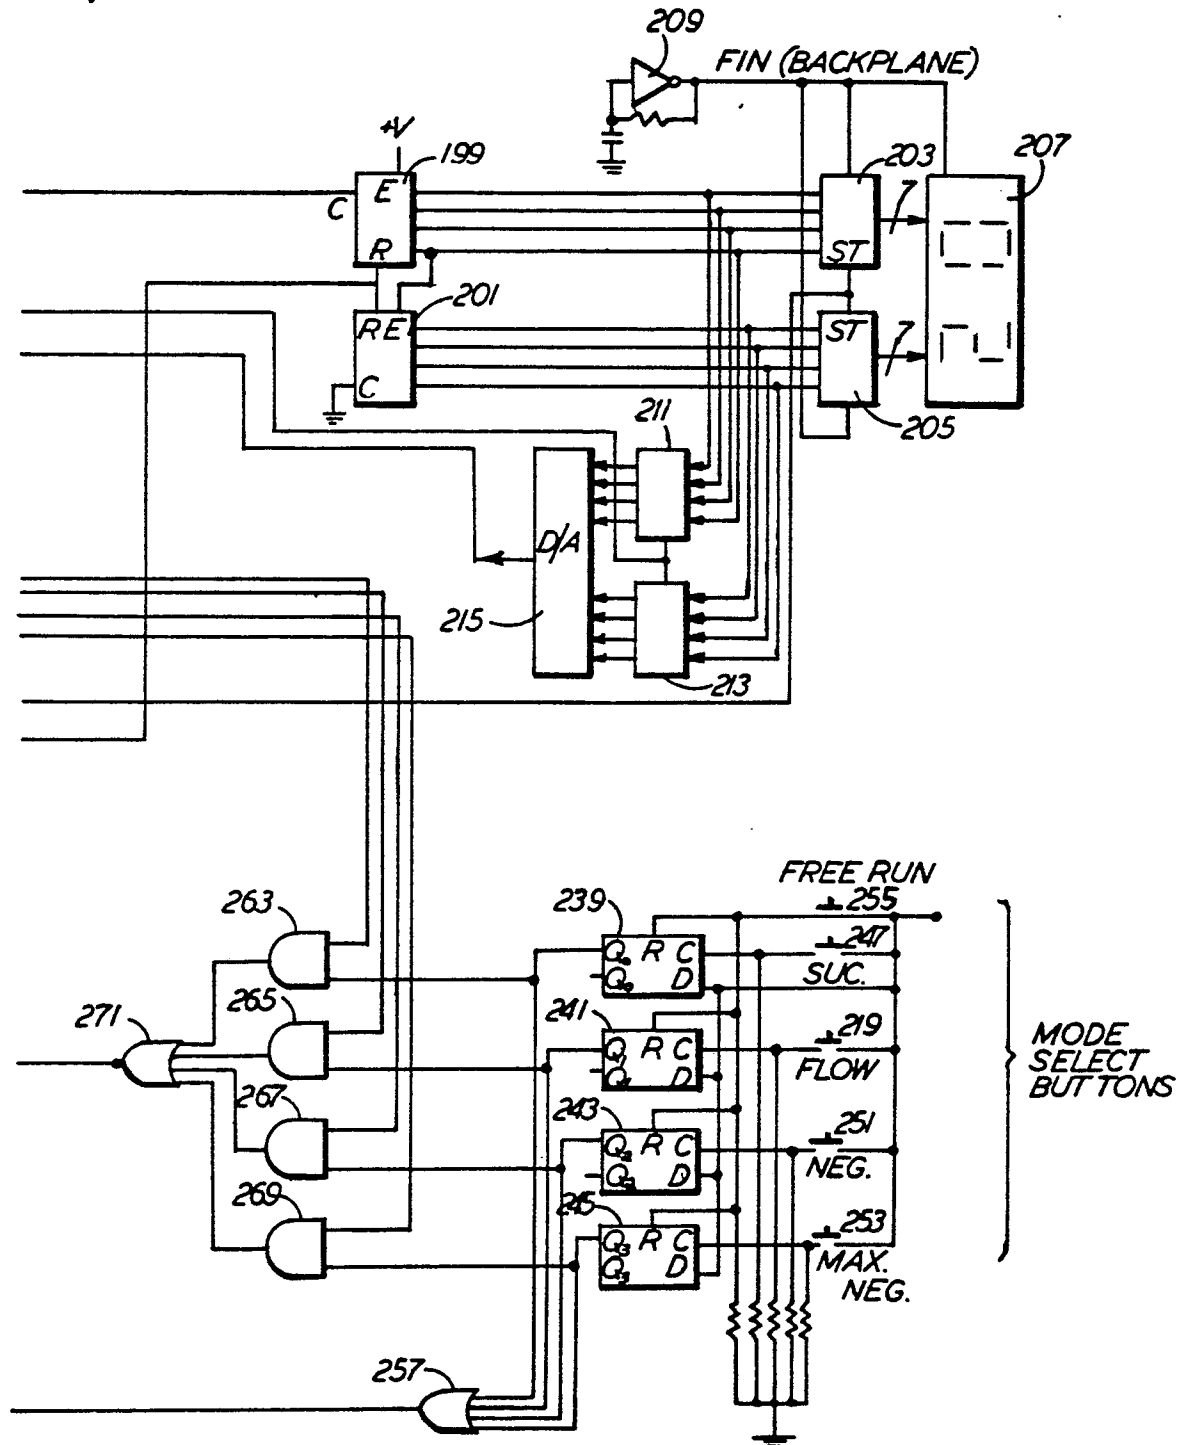 209
FIN (BACKPLANE)
+V
199
203
207
E
C
7
R
ST
201
R E
ST
7
C
211
205
D/A
215
213
FREE RUN
263
239
255
Q0 R C
247
Q0 D
SUC.
271
265
241
219
Q1 R C
FLOW
Q1 D
MODE
SELECT
BUTTONS
267
243
251
Q2 R C
NEG.
Q2 D
269
245
253
Q3 R C
MAX.
Q3 D
NEG.
257